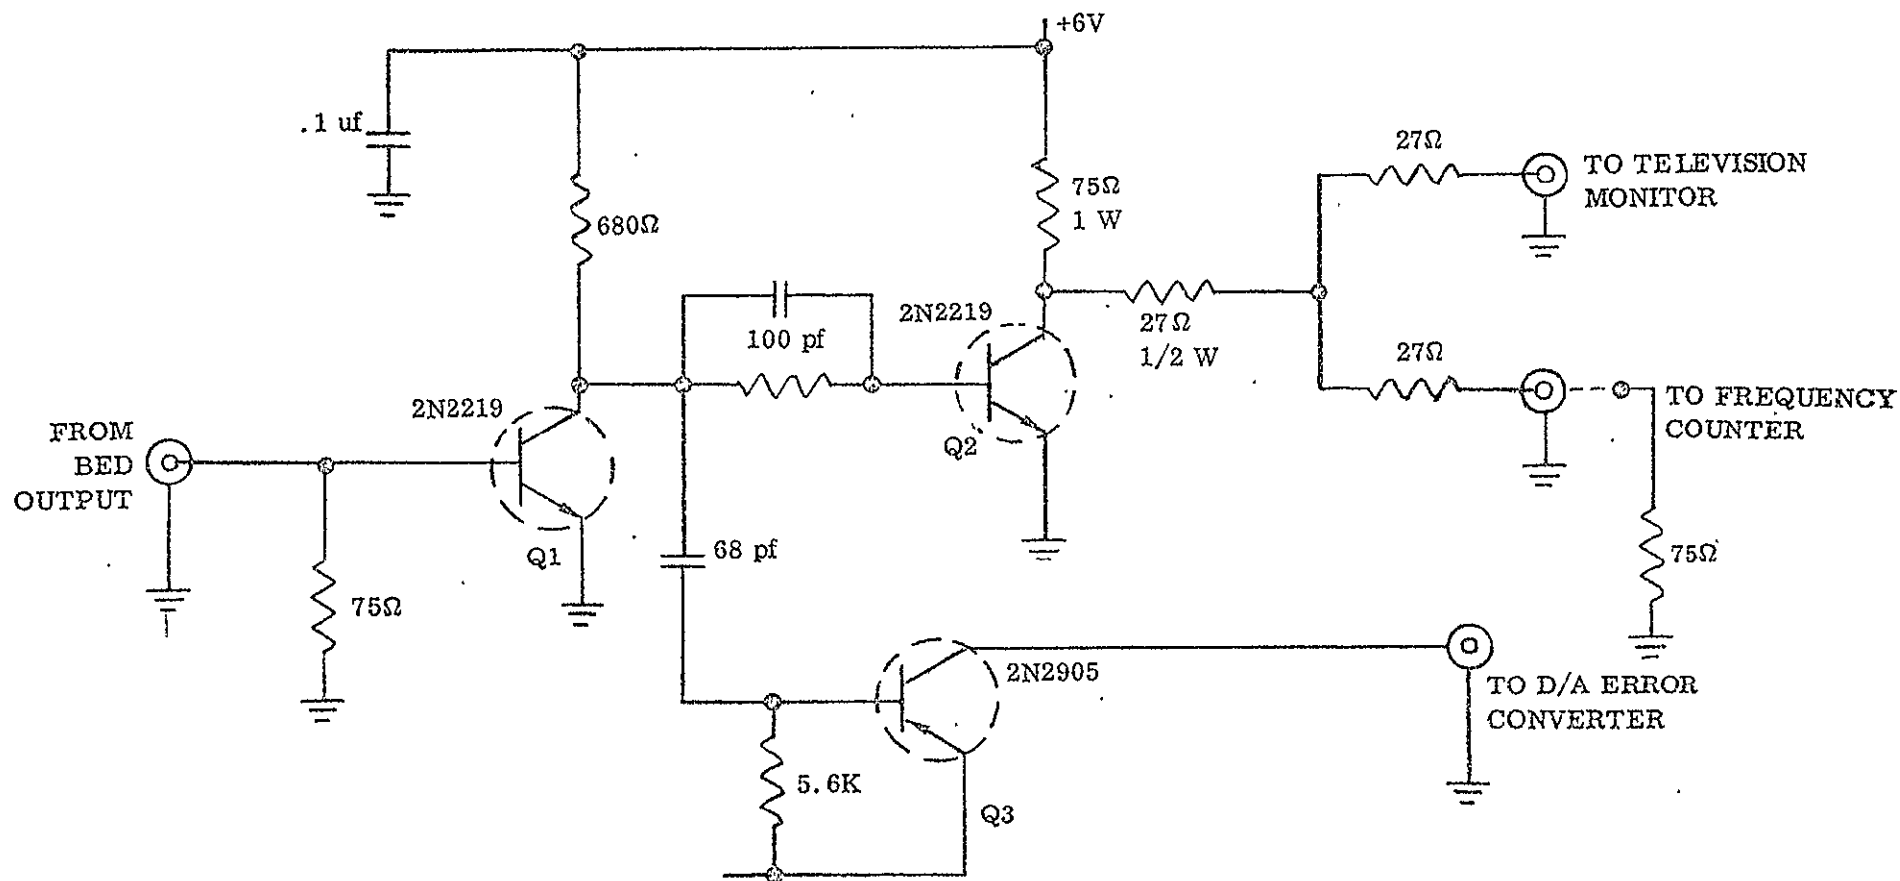 +6V
.1 uf
680Ω
75Ω
1 W
27Ω
TO TELEVISION
MONITOR
100 pf
2N2219
27Ω
1/2 W
27Ω
2N2219
Q2
TO FREQUENCY
COUNTER
FROM
BED
OUTPUT
Q1
68 pf
75Ω
75Ω
2N2905
TO D/A ERROR
CONVERTER
5.6K
Q3